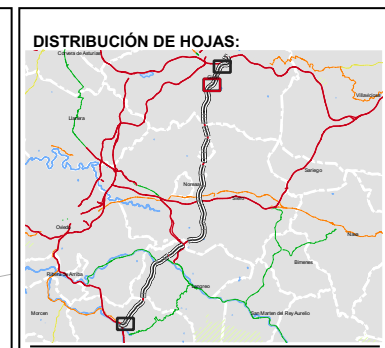 DISTRIBUCIÓN DE HOJAS:
Corvera de Asturias
Villaviciosa
Llanera
Sariego
Noreña
Siero
Oviedo
Nava
Bimenes
Ribera de Arriba
Langreo
Morcín
San Martín del Rey Aurelio